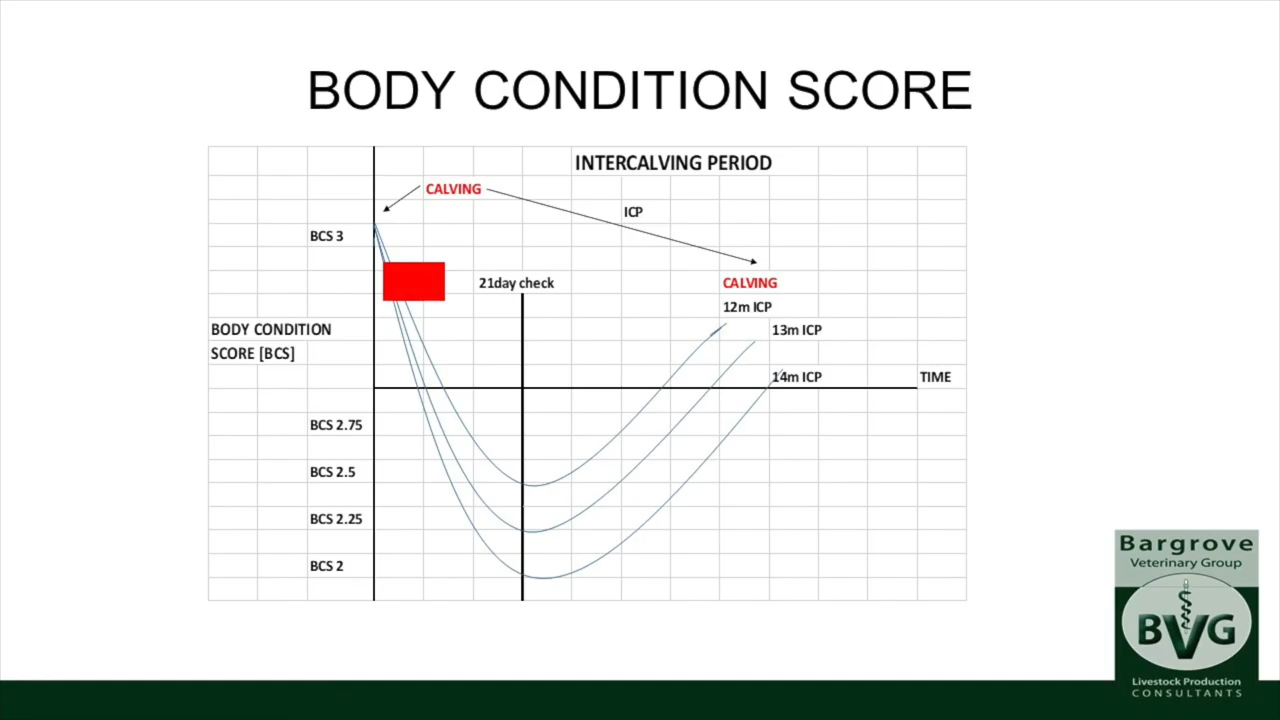 BODY CONDITION SCORE
INTERCALVING PERIOD
CALVING
ICP
BCS 3
21day check
CALVING
12m ICP
BODY CONDITION
SCORE [BCS]
13m ICP
14m ICP
TIME
BCS 2.75
BCS 2.5
BCS 2.25
BCS 2
Bargrove
Veterinary Group
BVG
Livestock Production
CONSULTANTS